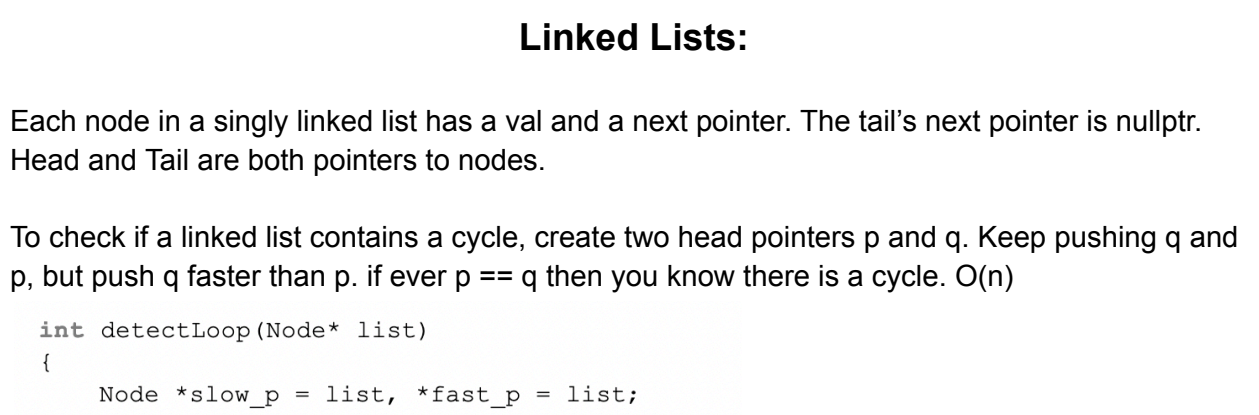 Linked Lists:
Each node in a singly linked list has a val and a next pointer. The tail’s next pointer is nullptr.
Head and Tail are both pointers to nodes.
To check if a linked list contains a cycle, create two head pointers p and q. Keep pushing q and
p, but push q faster than p. if ever p == q then you know there is a cycle. O(n)
int detectLoop(Node* list)
{
    Node *slow_p = list, *fast_p = list;